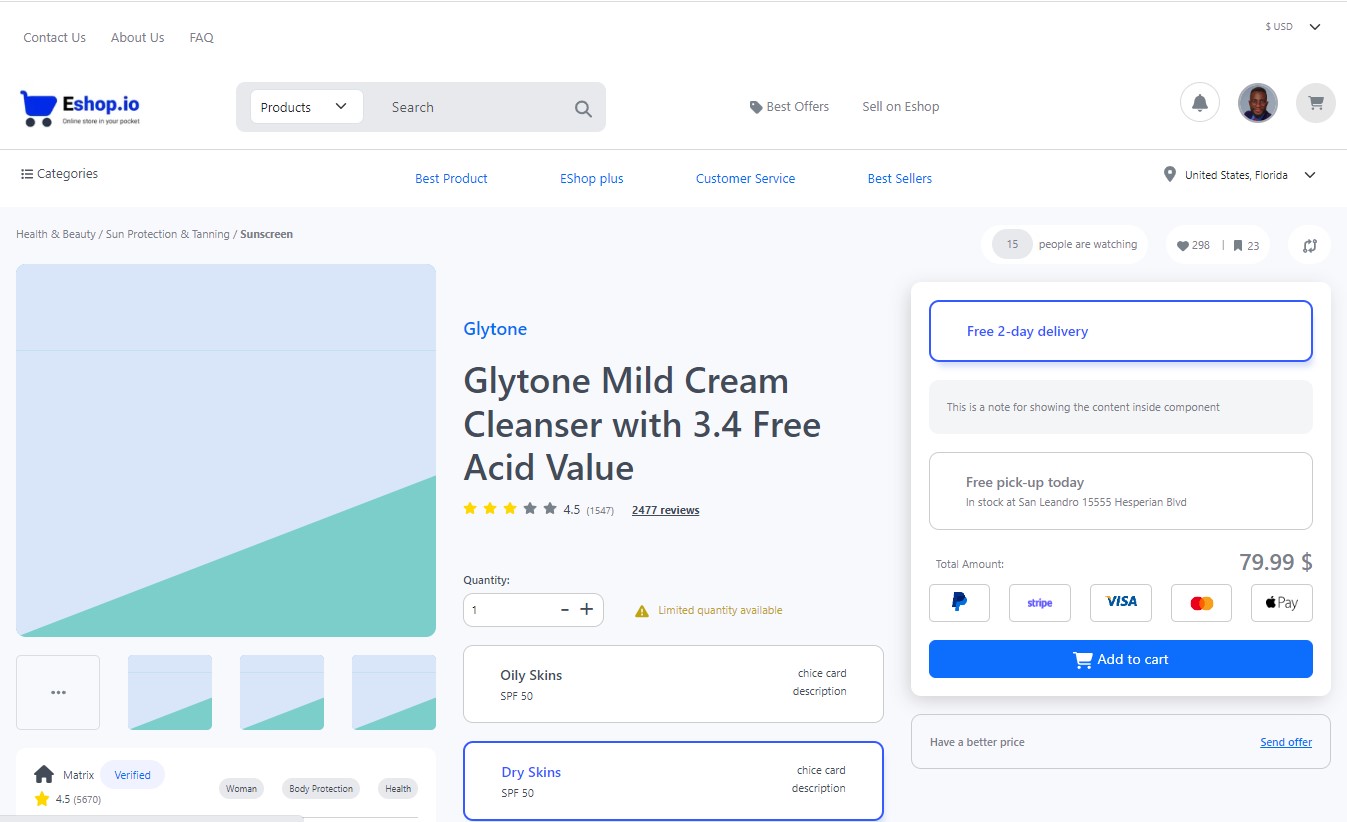 $ USD
Contact Us
About Us
FAQ
Eshop.io
Online store in your pocket
Products
Search
Best Offers
Sell on Eshop
Categories
Best Product
EShop plus
Customer Service
Best Sellers
United States, Florida
Health & Beauty / Sun Protection & Tanning / Sunscreen
15
people are watching
298
|
23
Glytone
Glytone Mild Cream
Cleanser with 3.4 Free
Acid Value
4.5 (1547)
2477 reviews
Quantity:
1
Limited quantity available
Oily Skins
SPF 50
chice card
description
Dry Skins
SPF 50
chice card
description
Free 2-day delivery
This is a note for showing the content inside component
Free pick-up today
In stock at San Leandro 15555 Hesperian Blvd
Total Amount:
79.99 $
stripe
VISA
Pay
Add to cart
Have a better price
Send offer
Matrix
Verified
4.5 (5670)
Woman
Body Protection
Health